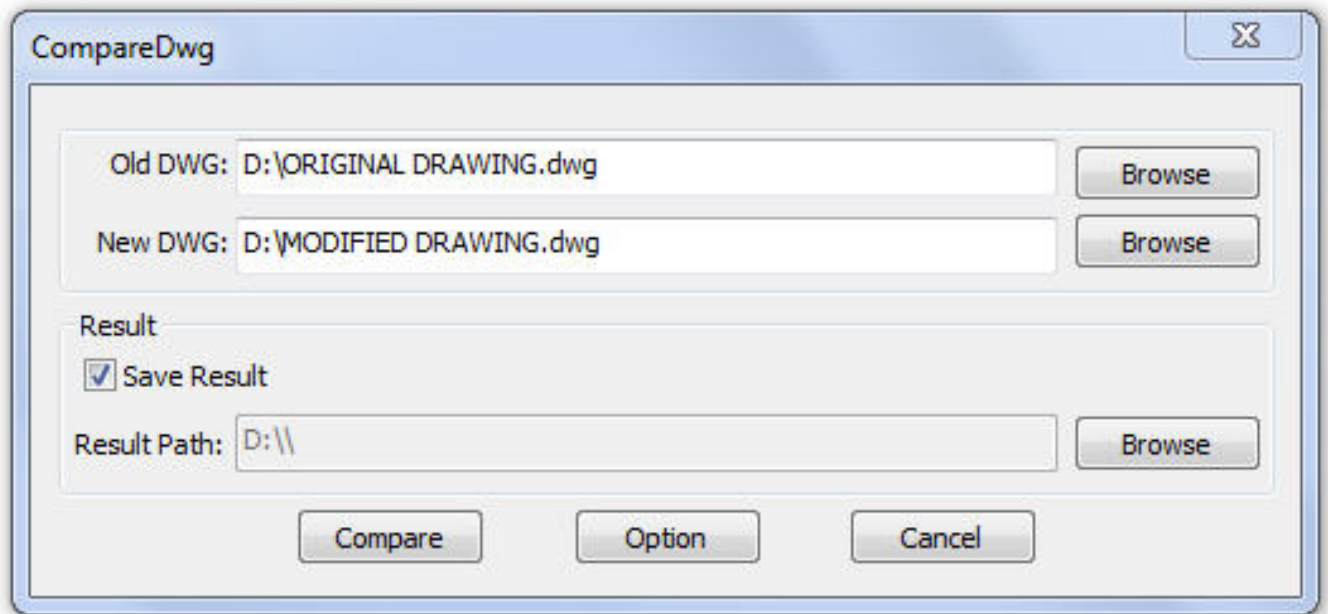 CompareDwg
Old DWG: D:\ORIGINAL DRAWING.dwg Browse
New DWG: D:\MODIFIED DRAWING.dwg Browse
Result
Save Result
Result Path: D:\\ Browse
Compare Option Cancel